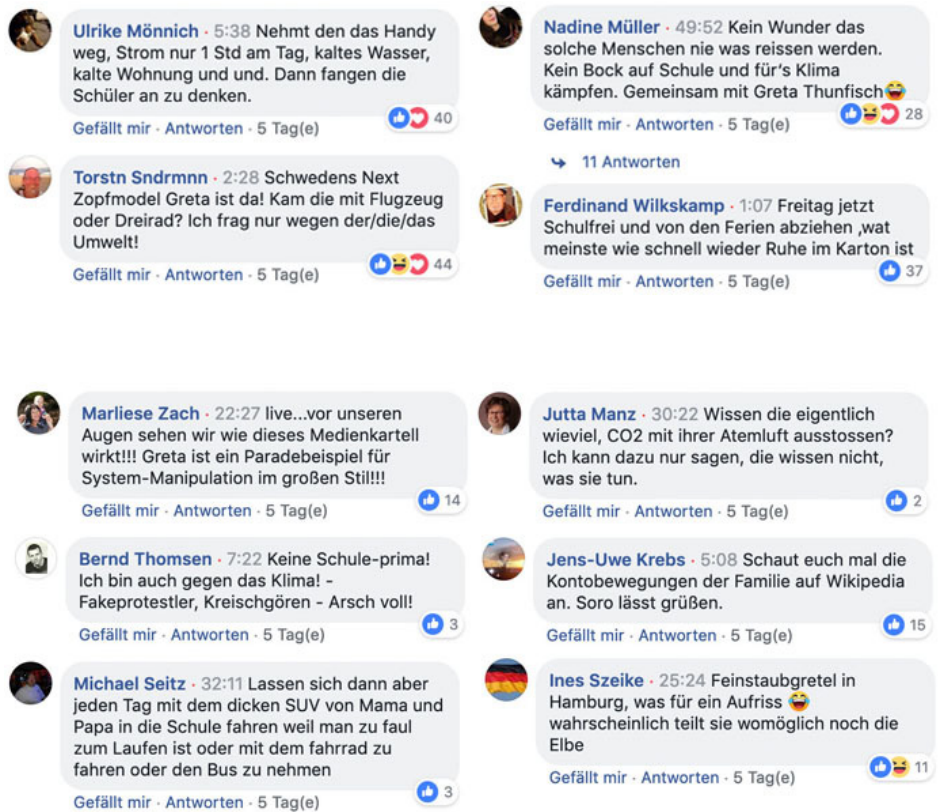 Ulrike Mönnich · 5:38 Nehmt den das Handy
weg, Strom nur 1 Std am Tag, kaltes Wasser,
kalte Wohnung und und. Dann fangen die
Schüler an zu denken.
40
Gefällt mir · Antworten · 5 Tag(e)
Torstn Sndrmnn · 2:28 Schwedens Next
Zopfmodel Greta ist da! Kam die mit Flugzeug
oder Dreirad? Ich frag nur wegen der/die/das
Umwelt!
44
Gefällt mir · Antworten · 5 Tag(e)
Nadine Müller · 49:52 Kein Wunder das
solche Menschen nie was reissen werden.
Kein Bock auf Schule und für's Klima
kämpfen. Gemeinsam mit Greta Thunfisch😂
28
Gefällt mir · Antworten · 5 Tag(e)
11 Antworten
Ferdinand Wilkskamp · 1:07 Freitag jetzt
Schulfrei und von den Ferien abziehen ,wat
meinste wie schnell wieder Ruhe im Karton ist
37
Gefällt mir · Antworten · 5 Tag(e)
Marliese Zach · 22:27 live...vor unseren
Augen sehen wir wie dieses Medienkartell
wirkt!!! Greta ist ein Paradebeispiel für
System-Manipulation im großen Stil!!!
14
Gefällt mir · Antworten · 5 Tag(e)
Bernd Thomsen · 7:22 Keine Schule-prima!
Ich bin auch gegen das Klima! -
Fakeprotestler, Kreischgören - Arsch voll!
3
Gefällt mir · Antworten · 5 Tag(e)
Michael Seitz · 32:11 Lassen sich dann aber
jeden Tag mit dem dicken SUV von Mama und
Papa in die Schule fahren weil man zu faul
zum Laufen ist oder mit dem fahrrad zu
fahren oder den Bus zu nehmen
3
Gefällt mir · Antworten · 5 Tag(e)
Jutta Manz · 30:22 Wissen die eigentlich
wieviel, CO2 mit ihrer Atemluft ausstossen?
Ich kann dazu nur sagen, die wissen nicht,
was sie tun.
2
Gefällt mir · Antworten · 5 Tag(e)
Jens-Uwe Krebs · 5:08 Schaut euch mal die
Kontobewegungen der Familie auf Wikipedia
an. Soro lässt grüßen.
15
Gefällt mir · Antworten · 5 Tag(e)
Ines Szeike · 25:24 Feinstaubgretel in
Hamburg, was für ein Aufriss 😂
wahrscheinlich teilt sie womöglich noch die
Elbe
11
Gefällt mir · Antworten · 5 Tag(e)